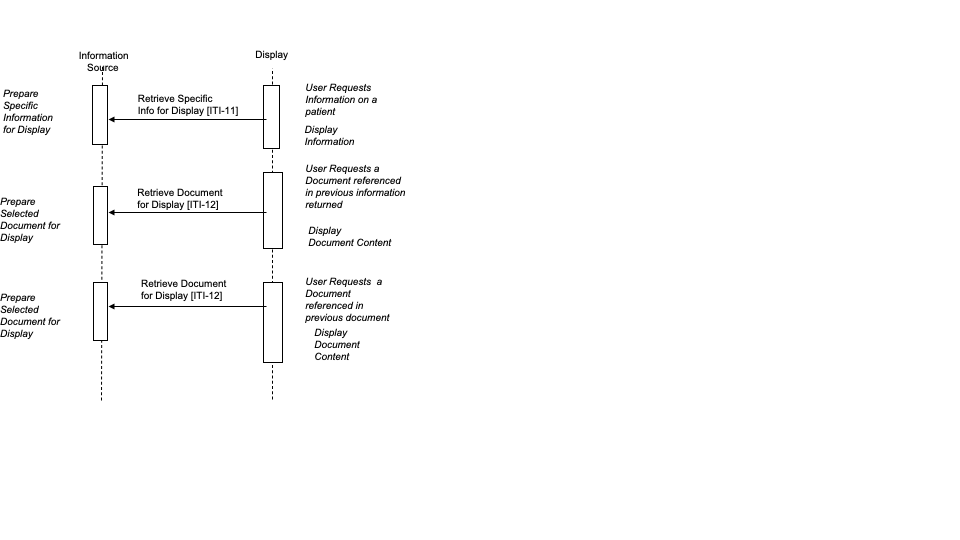 Information
Source
Display
Prepare
Specific
Information
for Display
Retrieve Specific
Info for Display [ITI-11]
User Requests
Information on a
patient
Display
Information
Prepare
Selected
Document for
Display
Retrieve Document
for Display [ITI-12]
User Requests a
Document referenced
in previous information
returned
Display
Document Content
Prepare
Selected
Document for
Display
Retrieve Document
for Display [ITI-12]
User Requests  a
Document
referenced in
previous document
Display
Document
Content